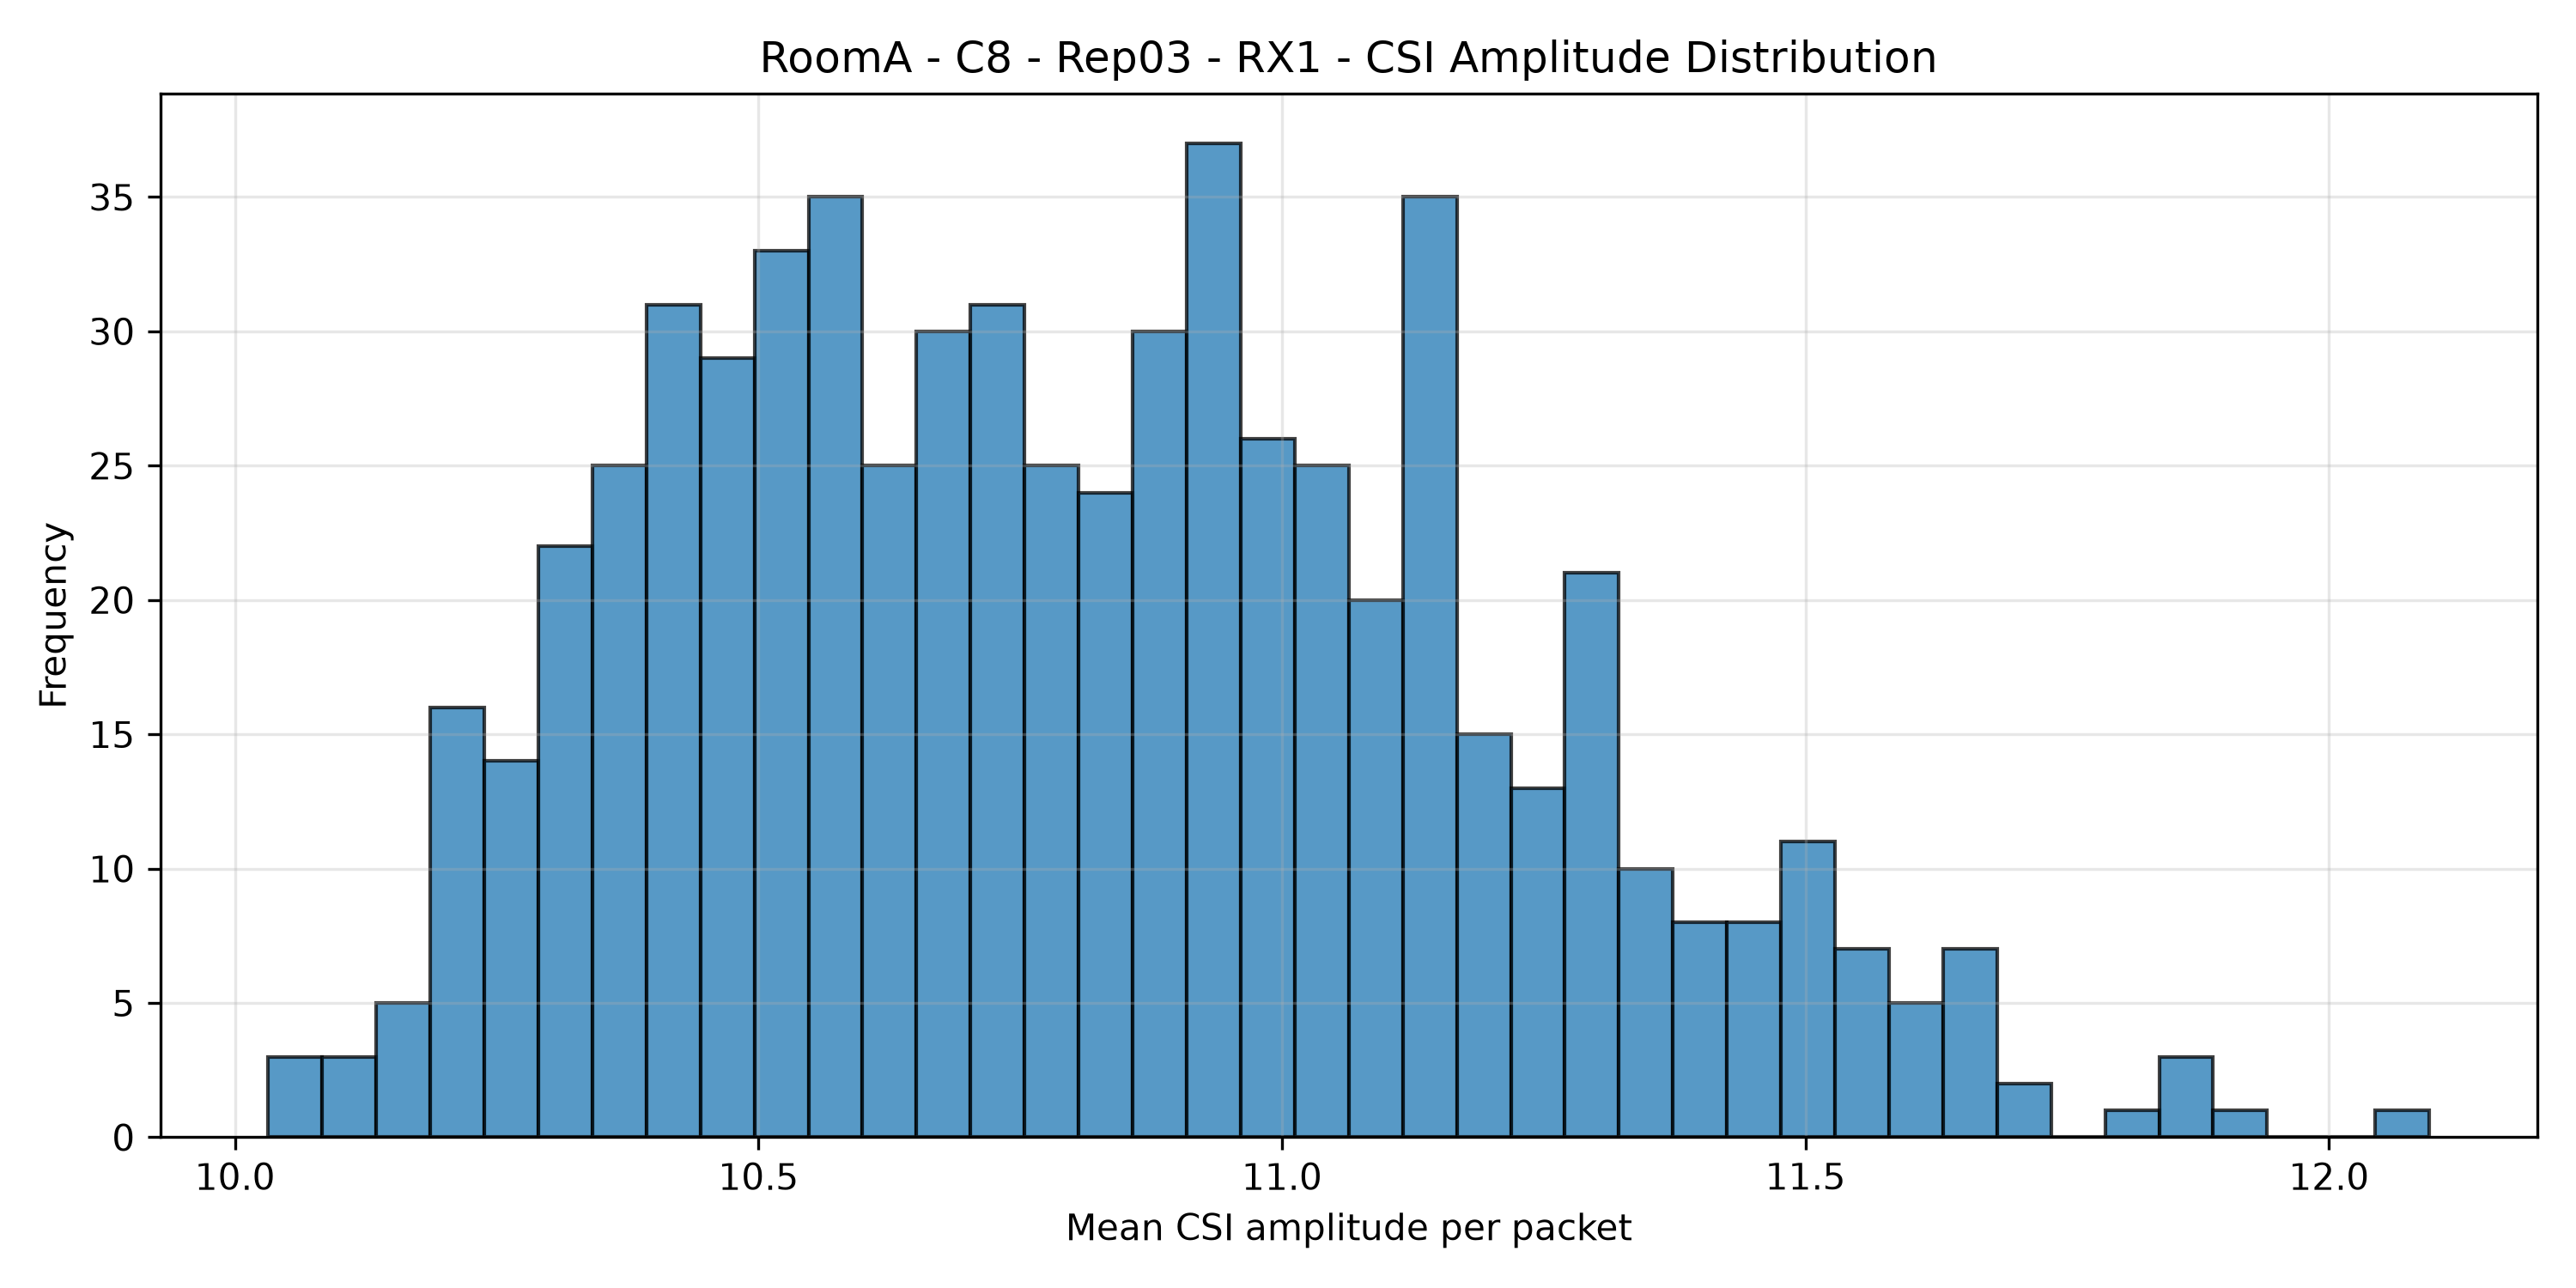 RoomA - C8 - Rep03 - RX1 - CSI Amplitude Distribution
Frequency
35
30
25
20
15
10
5
0
10.0 10.5 11.0 11.5 12.0
Mean CSI amplitude per packet